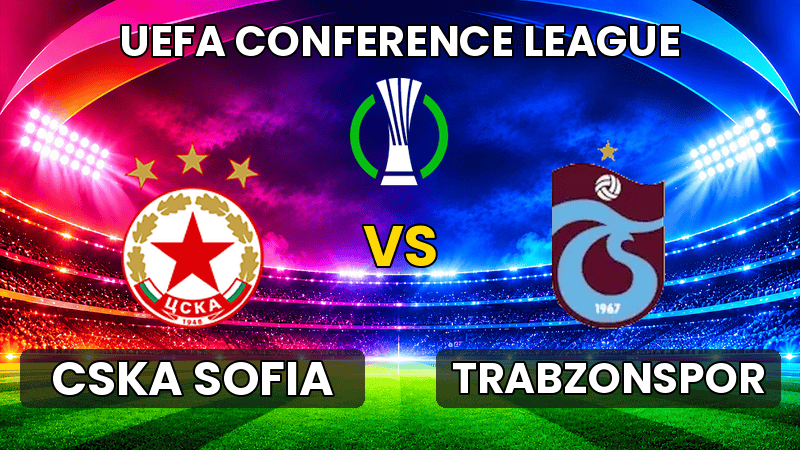 UEFA CONFERENCE LEAGUE
VS
ЦСКА
1948
1967
CSKA SOFIA
TRABZONSPOR